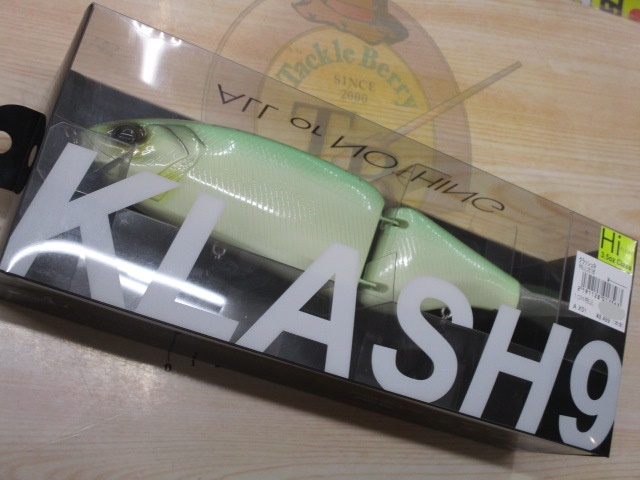 Tackle Berry
SINCE
2000
ALL or NOTHING
Hi
KLASH9